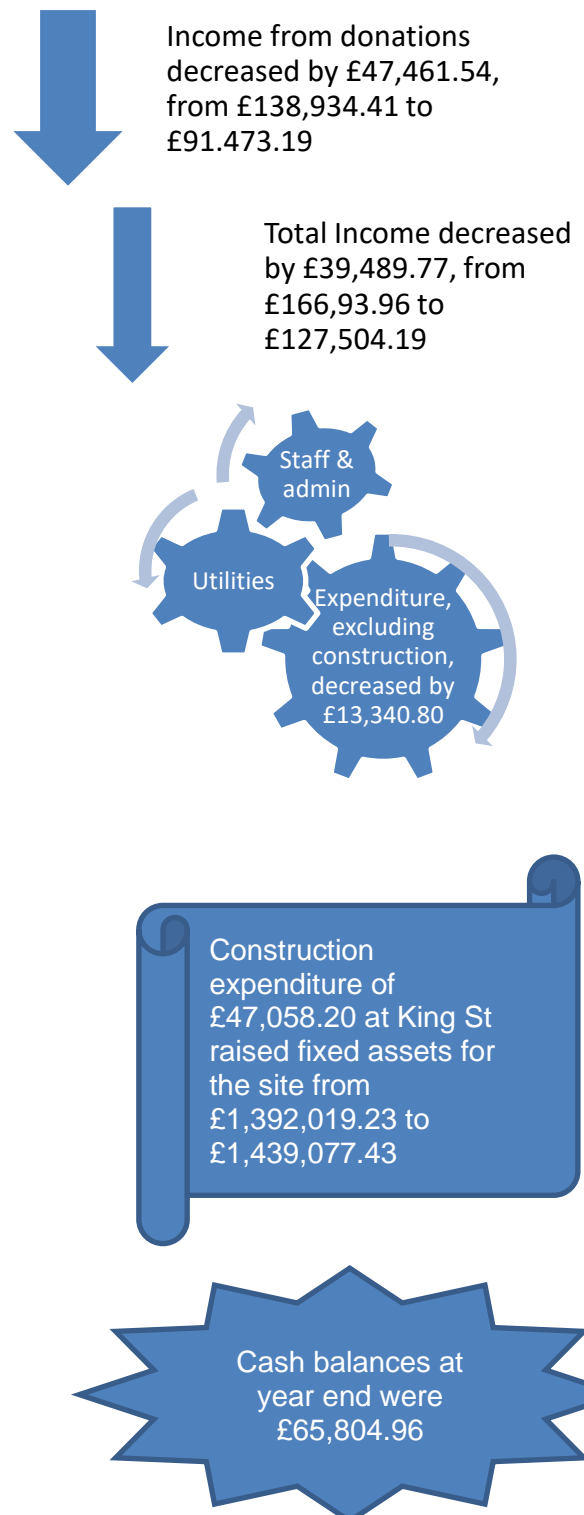 Income from donations
decreased by £47,461.54,
from £138,934.41 to
£91.473.19
Total Income decreased
by £39,489.77, from
£166,93.96 to
£127,504.19
Staff &
admin
Utilities
Expenditure,
excluding
construction,
decreased by
£13,340.80
Construction
expenditure of
£47,058.20 at King St
raised fixed assets for
the site from
£1,392,019.23 to
£1,439,077.43
Cash balances at
year end were
£65,804.96